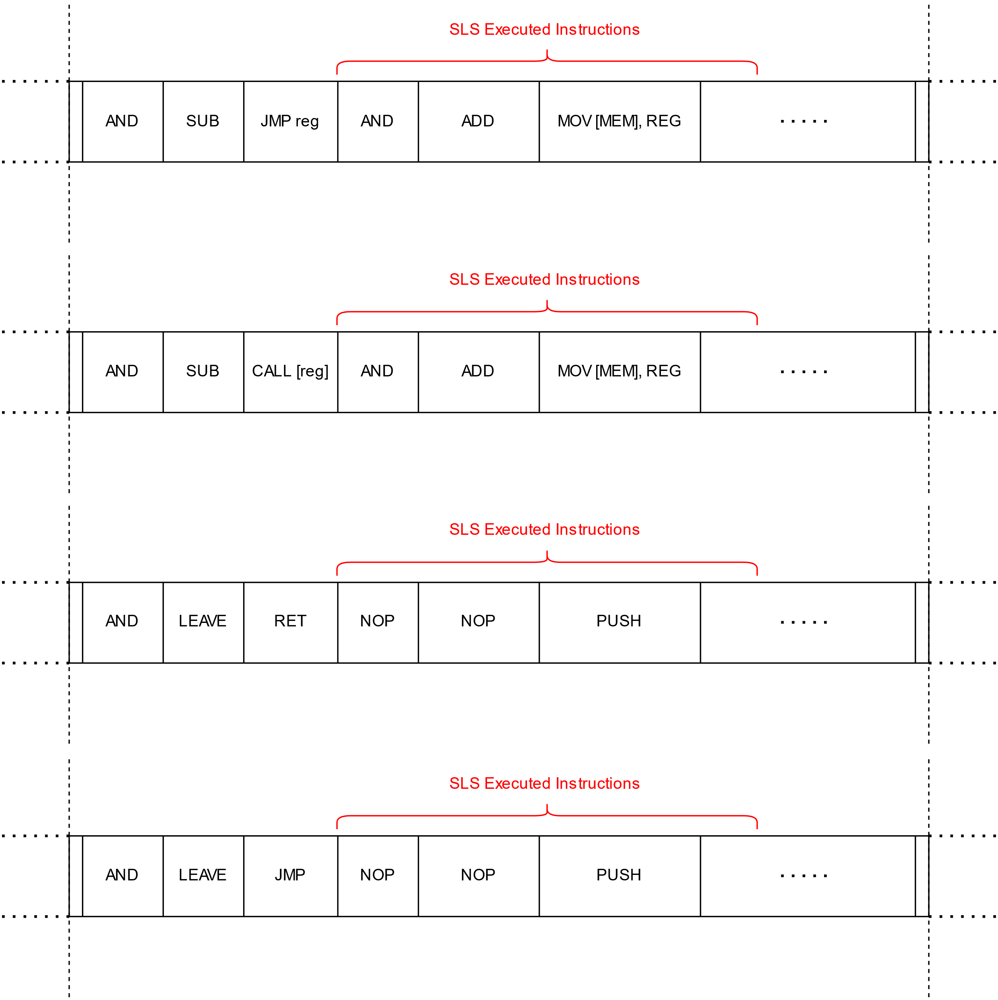 SLS Executed Instructions
AND SUB JMP reg AND ADD MOV [MEM], REG . . . . .
SLS Executed Instructions
AND SUB CALL [reg] AND ADD MOV [MEM], REG . . . . .
SLS Executed Instructions
AND LEAVE RET NOP NOP PUSH . . . . .
SLS Executed Instructions
AND LEAVE JMP NOP NOP PUSH . . . . .